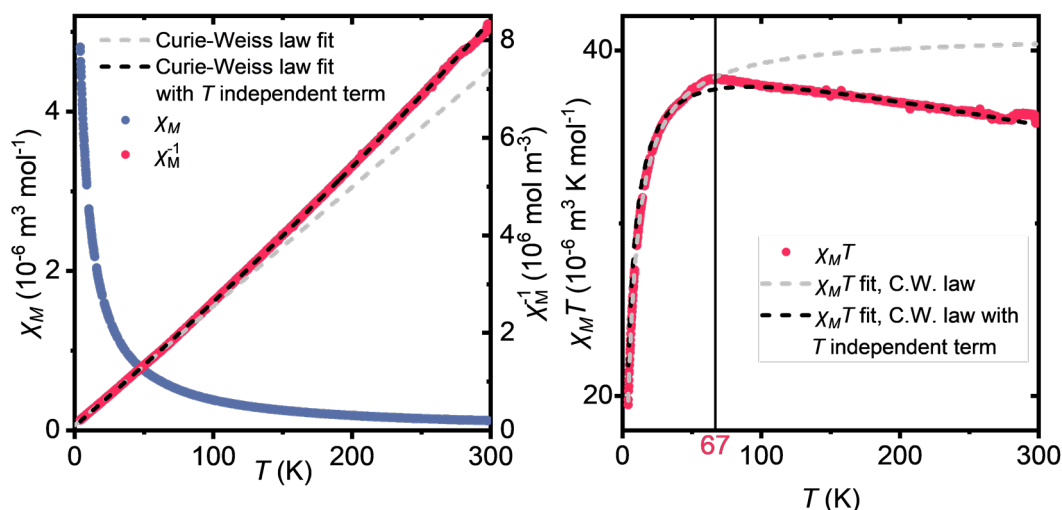 χM (10-6 m3 mol-1)
4
2
0
Curie-Weiss law fit
Curie-Weiss law fit
with T independent term
χM
χM-1
8
6
4
2
0
χM-1 (106 mol m-3)
0
100
200
300
T (K)
χMT (10-6 m3 K mol-1)
40
20
χMT
χMT fit, C.W. law
χMT fit, C.W. law with
T independent term
0
67
100
200
300
T (K)